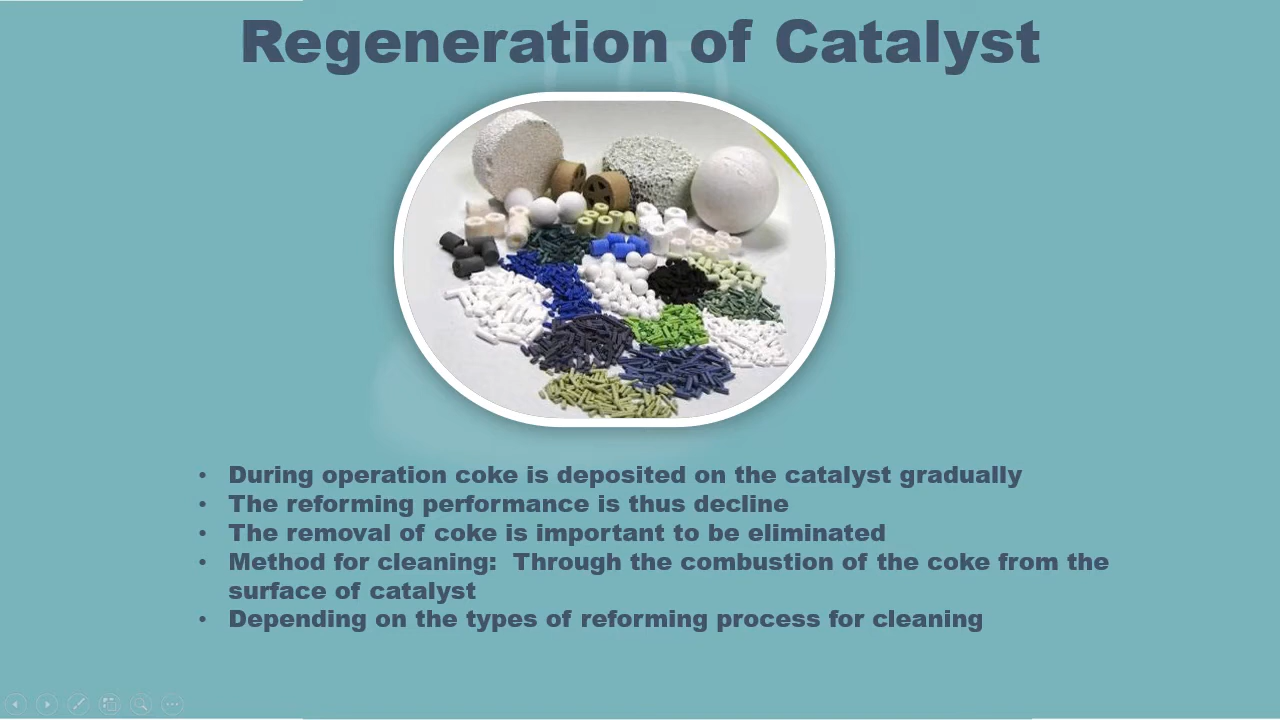 Regeneration of Catalyst
• During operation coke is deposited on the catalyst gradually
• The reforming performance is thus decline
• The removal of coke is important to be eliminated
• Method for cleaning:  Through the combustion of the coke from the
surface of catalyst
• Depending on the types of reforming process for cleaning